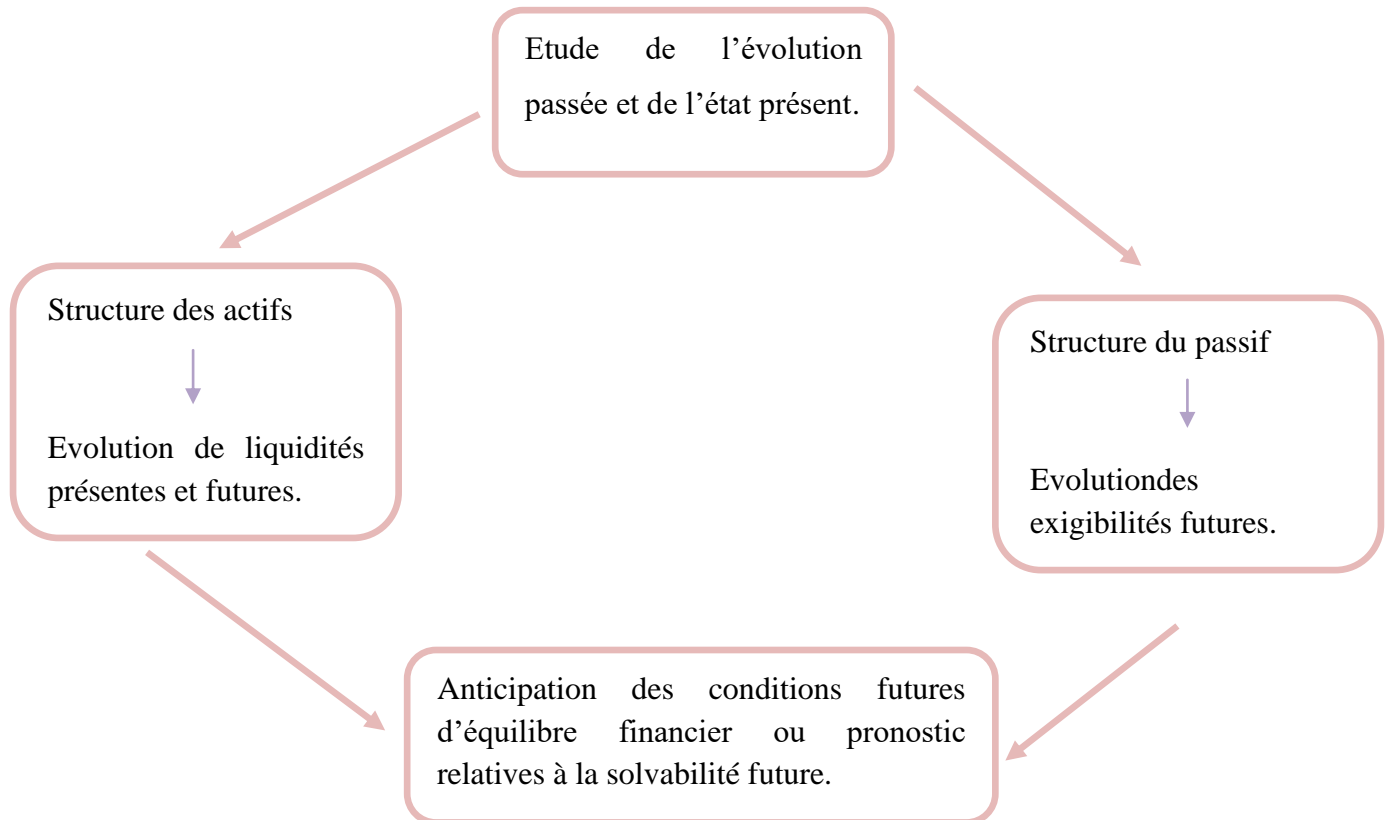 Etude de l’évolution
passée et de l’état présent.
Structure des actifs
Evolution de liquidités
présentes et futures.
Structure du passif
Evolutiondes
exigibilités futures.
Anticipation des conditions futures
d’équilibre financier ou pronostic
relatives à la solvabilité future.